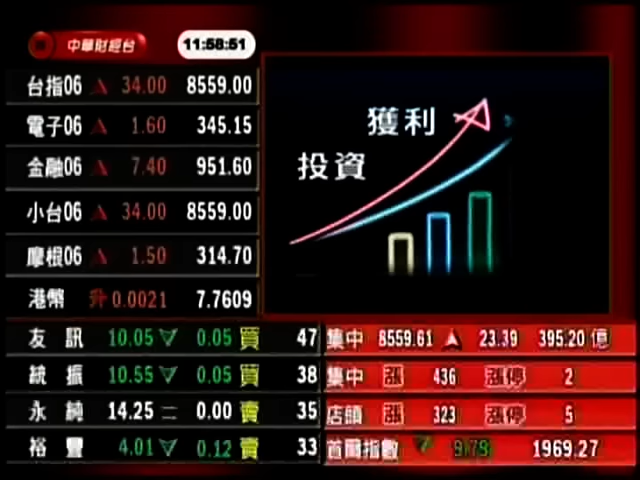 中華財經台 11:58:51
台指06 34.00 8559.00
電子06 1.60 345.15
金融06 7.40 951.60
小台06 34.00 8559.00
摩根06 1.50 314.70
港幣 升 0.0021 7.7609
獲利
投資
友訊 10.05 0.05 買 47
統振 10.55 0.05 買 38
永純 14.25 0.00 賣 35
裕豐 4.01 0.12 賣 33
集中 8559.61 23.39 395.20 億
集中 漲 436 漲停 2
店頭 漲 323 漲停 5
首爾指數 9.79 1969.27